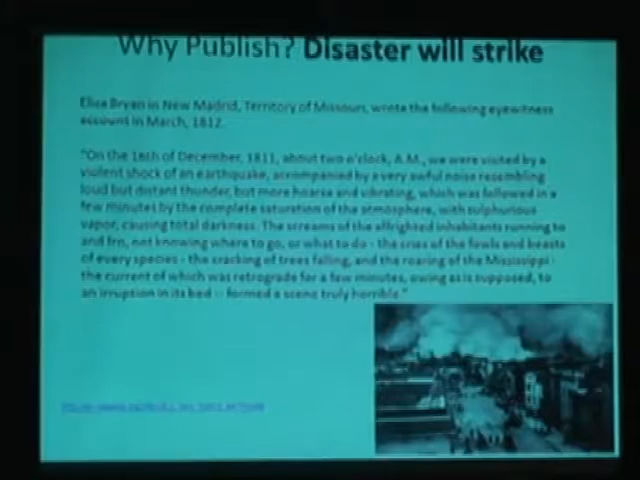 Why Publish? Disaster will strike
Eliza Bryan in New Madrid, Territory of Missouri, wrote the following eyewitness
account in March, 1812.
"On the 16th of December, 1811, about two o'clock, A.M., we were visited by a
violent shock of an earthquake, accompanied by a very awful noise resembling
loud but distant thunder, but more hoarse and vibrating, which was followed in a
few minutes by the complete saturation of the atmosphere, with sulphurious
vapor, causing total darkness. The screams of the affrighted inhabitants running to
and fro, not knowing where to go, or what to do - the cries of the fowls and beasts
of every species - the cracking of trees falling, and the roaring of the Mississippi -
the current of which was retrograde for a few minutes, owing as is supposed, to
an irruption in its bed -- formed a scene truly horrible."